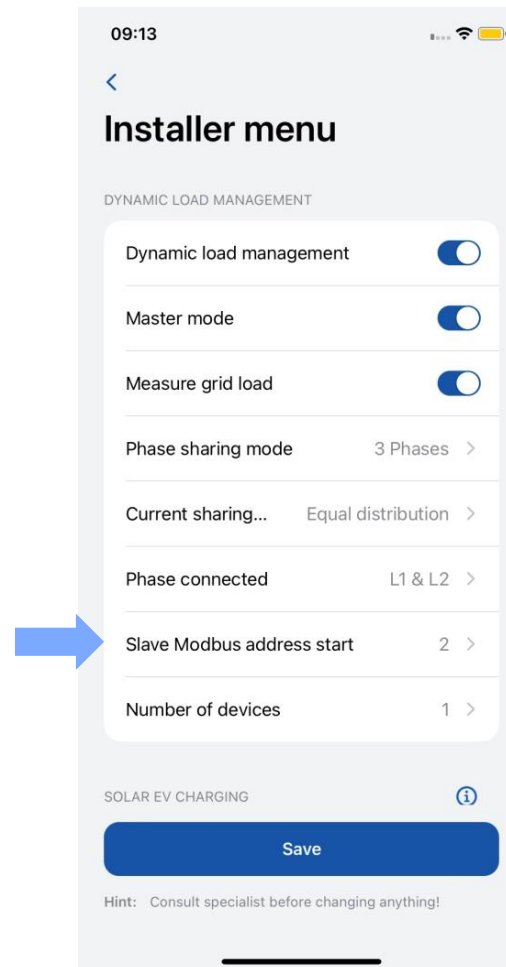 09:13
Installer menu
DYNAMIC LOAD MANAGEMENT
Dynamic load management
Master mode
Measure grid load
Phase sharing mode 3 Phases
Current sharing... Equal distribution
Phase connected L1 & L2
Slave Modbus address start 2
Number of devices 1
SOLAR EV CHARGING
Save
Hint: Consult specialist before changing anything!